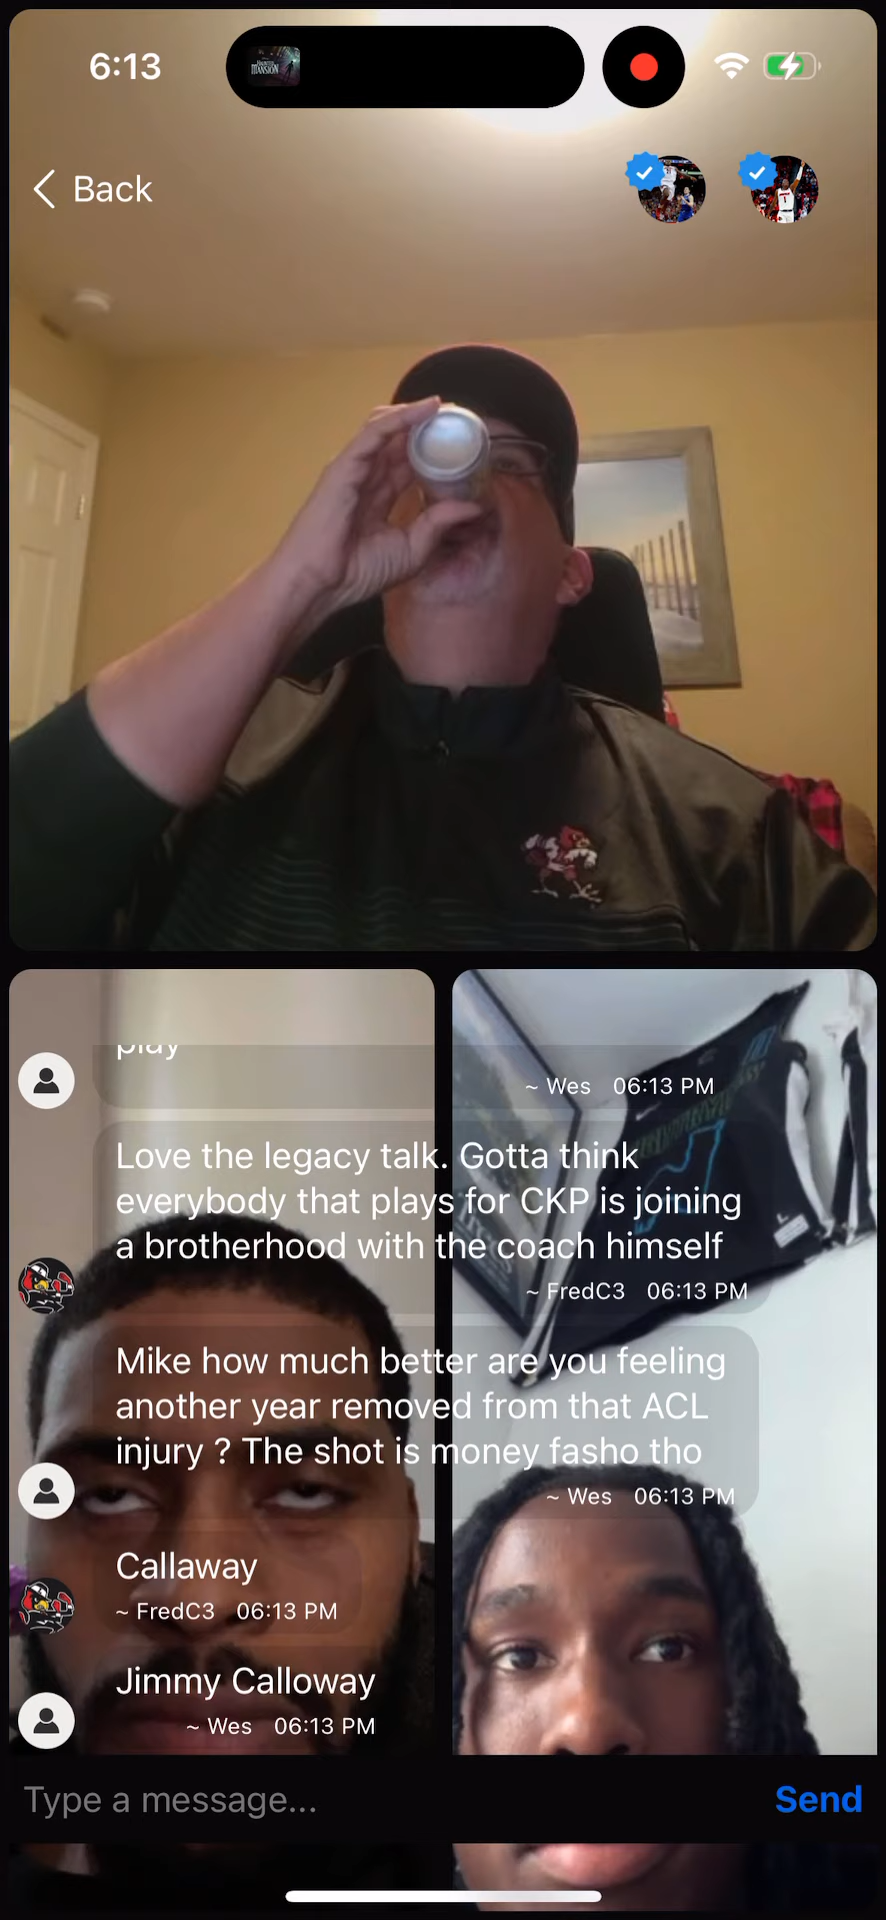 6:13
HAUNTED
MANSION
Back
play
~ Wes 06:13 PM
Love the legacy talk. Gotta think
everybody that plays for CKP is joining
a brotherhood with the coach himself
~ FredC3 06:13 PM
Mike how much better are you feeling
another year removed from that ACL
injury ? The shot is money fasho tho
~ Wes 06:13 PM
Callaway
~ FredC3 06:13 PM
Jimmy Calloway
~ Wes 06:13 PM
Type a message...
Send